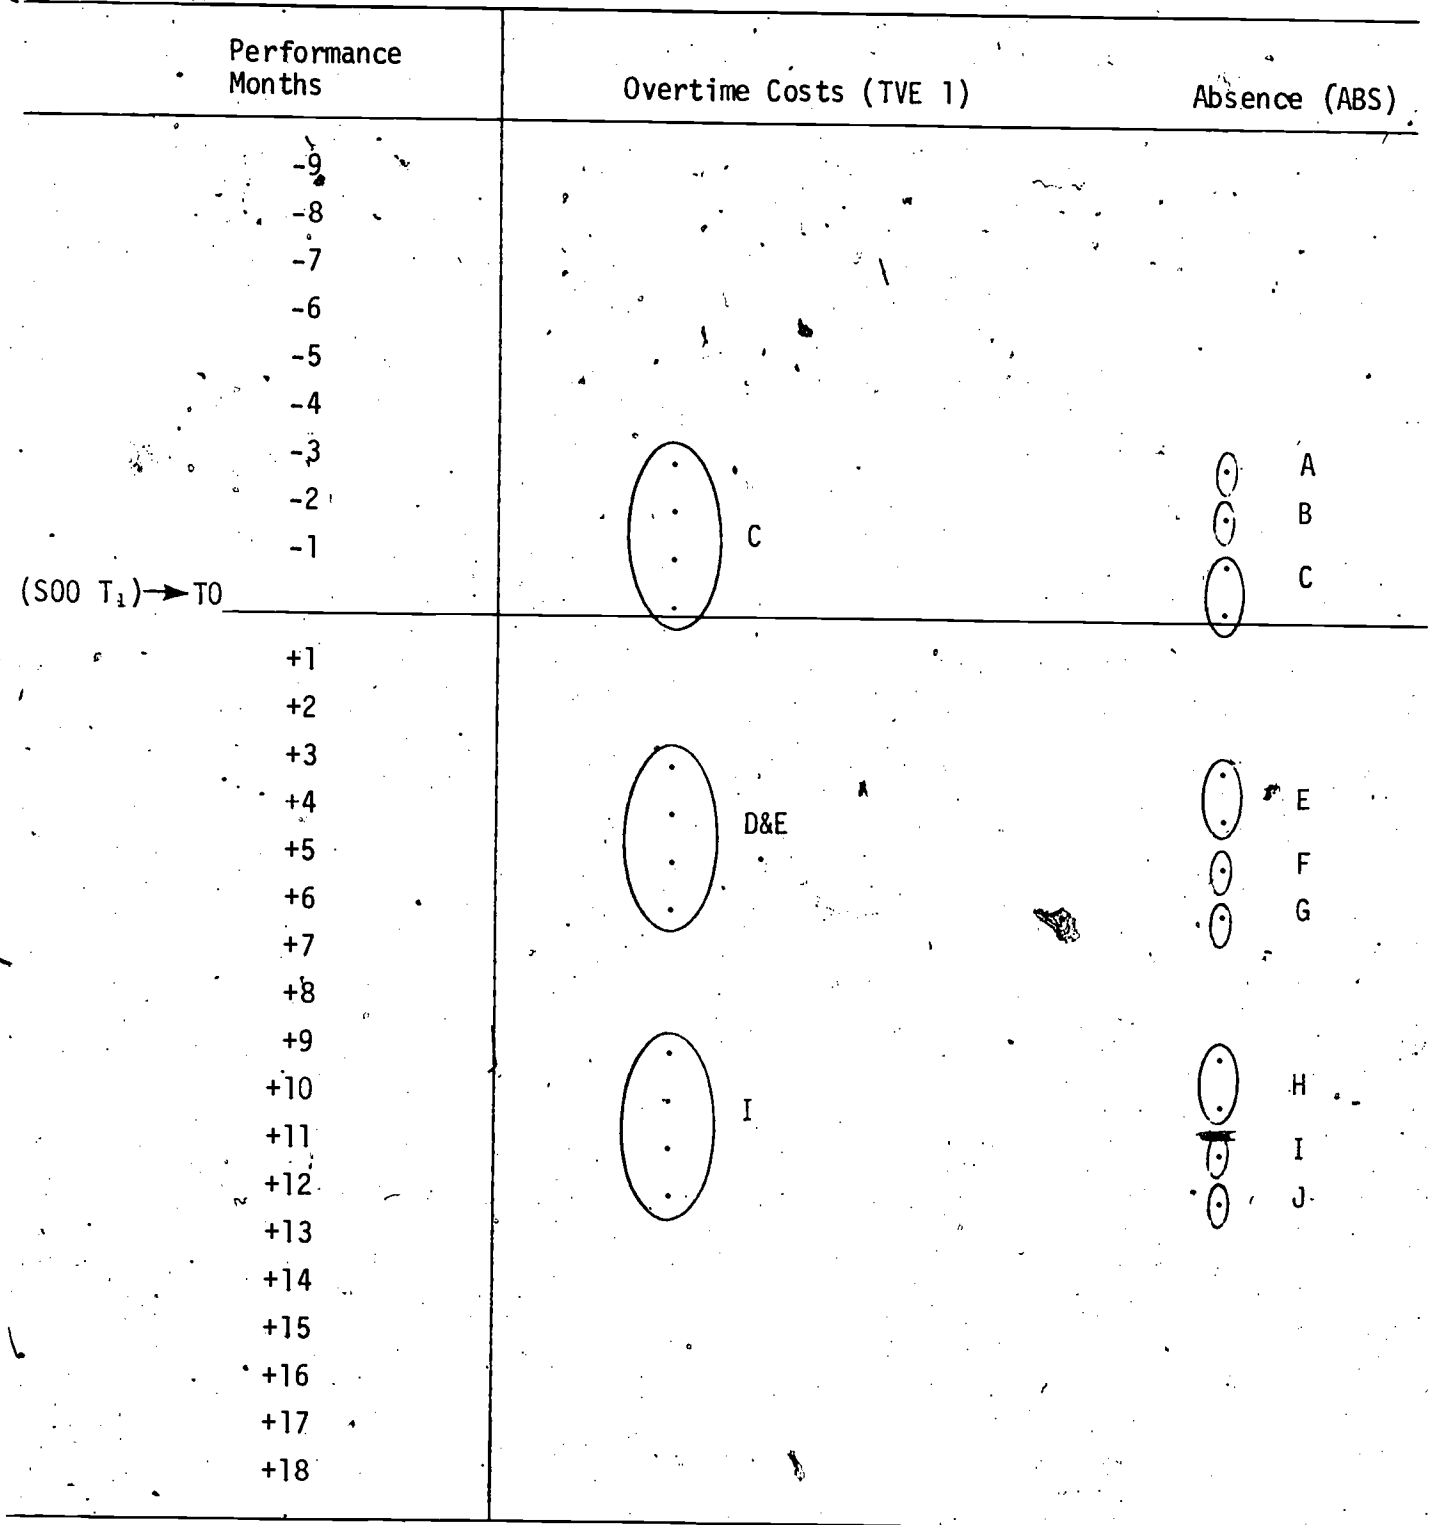 Performance
Months
Overtime Costs (TVE 1)
Absence (ABS)
-9
-8
-7
-6
-5
-4
-3
A
-2
B
-1
C
C
(SOO T₁)→TO
+1
+2
+3
+4
D&E
E
+5
F
+6
G
+7
+8
+9
+10
I
H
+11
I
+12
J
+13
+14
+15
+16
+17
+18